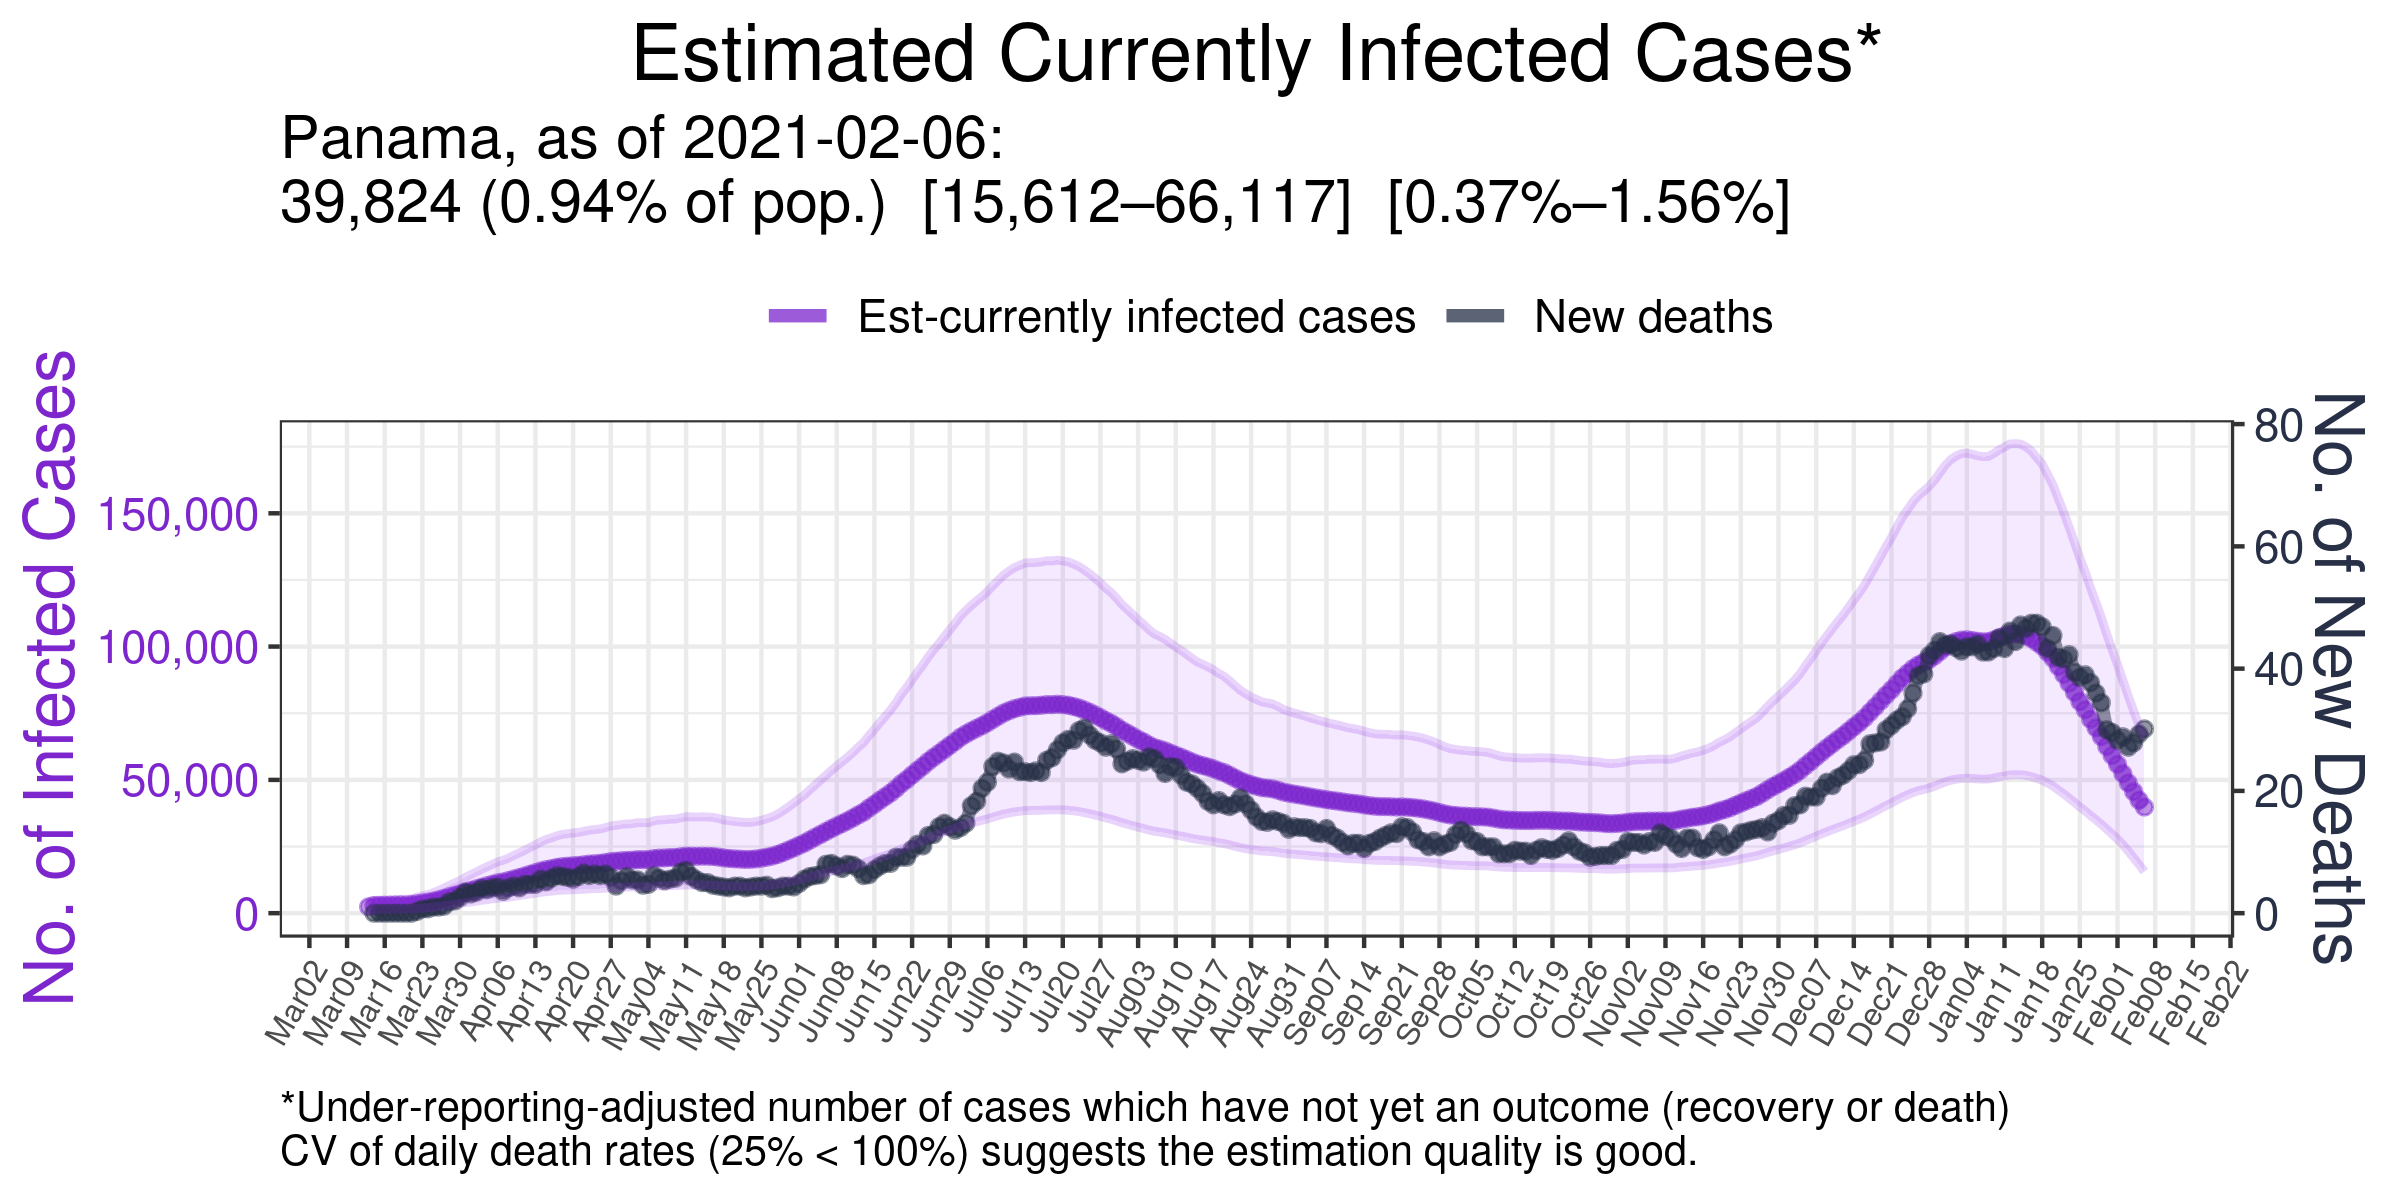 Estimated Currently Infected Cases*
Panama, as of 2021-02-06:
39,824 (0.94% of pop.)  [15,612–66,117]  [0.37%–1.56%]
Est-currently infected cases
New deaths
No. of Infected Cases
150,000
100,000
50,000
0
80
60
40
20
0
No. of New Deaths
Mar02
Mar09
Mar16
Mar23
Mar30
Apr06
Apr13
Apr20
Apr27
May04
May11
May18
May25
Jun01
Jun08
Jun15
Jun22
Jun29
Jul06
Jul13
Jul20
Jul27
Aug03
Aug10
Aug17
Aug24
Aug31
Sep07
Sep14
Sep21
Sep28
Oct05
Oct12
Oct19
Oct26
Nov02
Nov09
Nov16
Nov23
Nov30
Dec07
Dec14
Dec21
Dec28
Jan04
Jan11
Jan18
Jan25
Feb01
Feb08
Feb15
Feb22
*Under-reporting-adjusted number of cases which have not yet an outcome (recovery or death)
CV of daily death rates (25% < 100%) suggests the estimation quality is good.